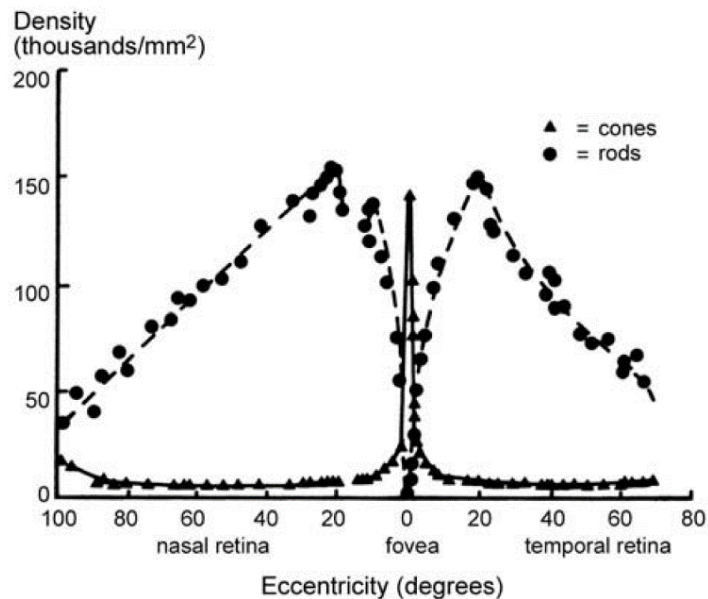 Density
(thousands/mm²)
200
▲ = cones
● = rods
150
100
50
0
100 80 60 40 20 0 20 40 60 80
nasal retina fovea temporal retina
Eccentricity (degrees)